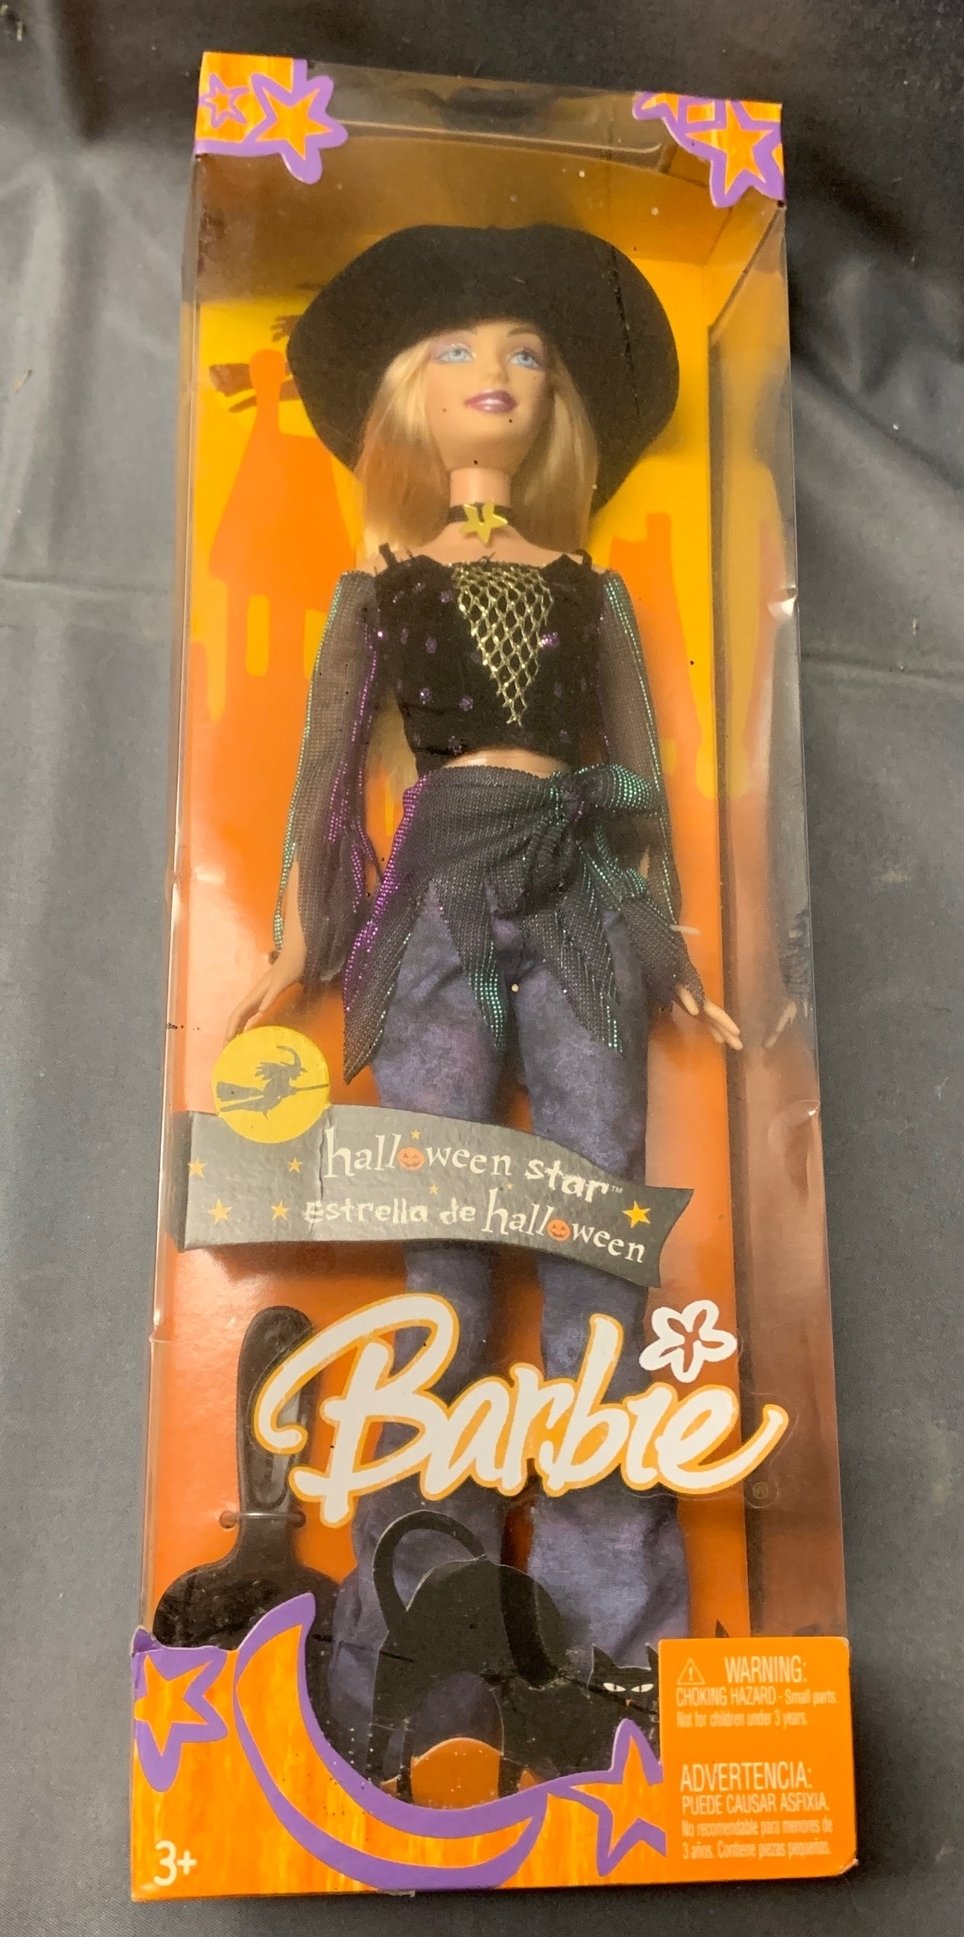 halloween star™
Estrella de halloween
Barbie®
WARNING:
CHOKING HAZARD - Small parts.
Not for children under 3 years.
ADVERTENCIA:
PUEDE CAUSAR ASFIXIA.
No recomendable para menores de
3 años. Contiene piezas pequeñas.
3+